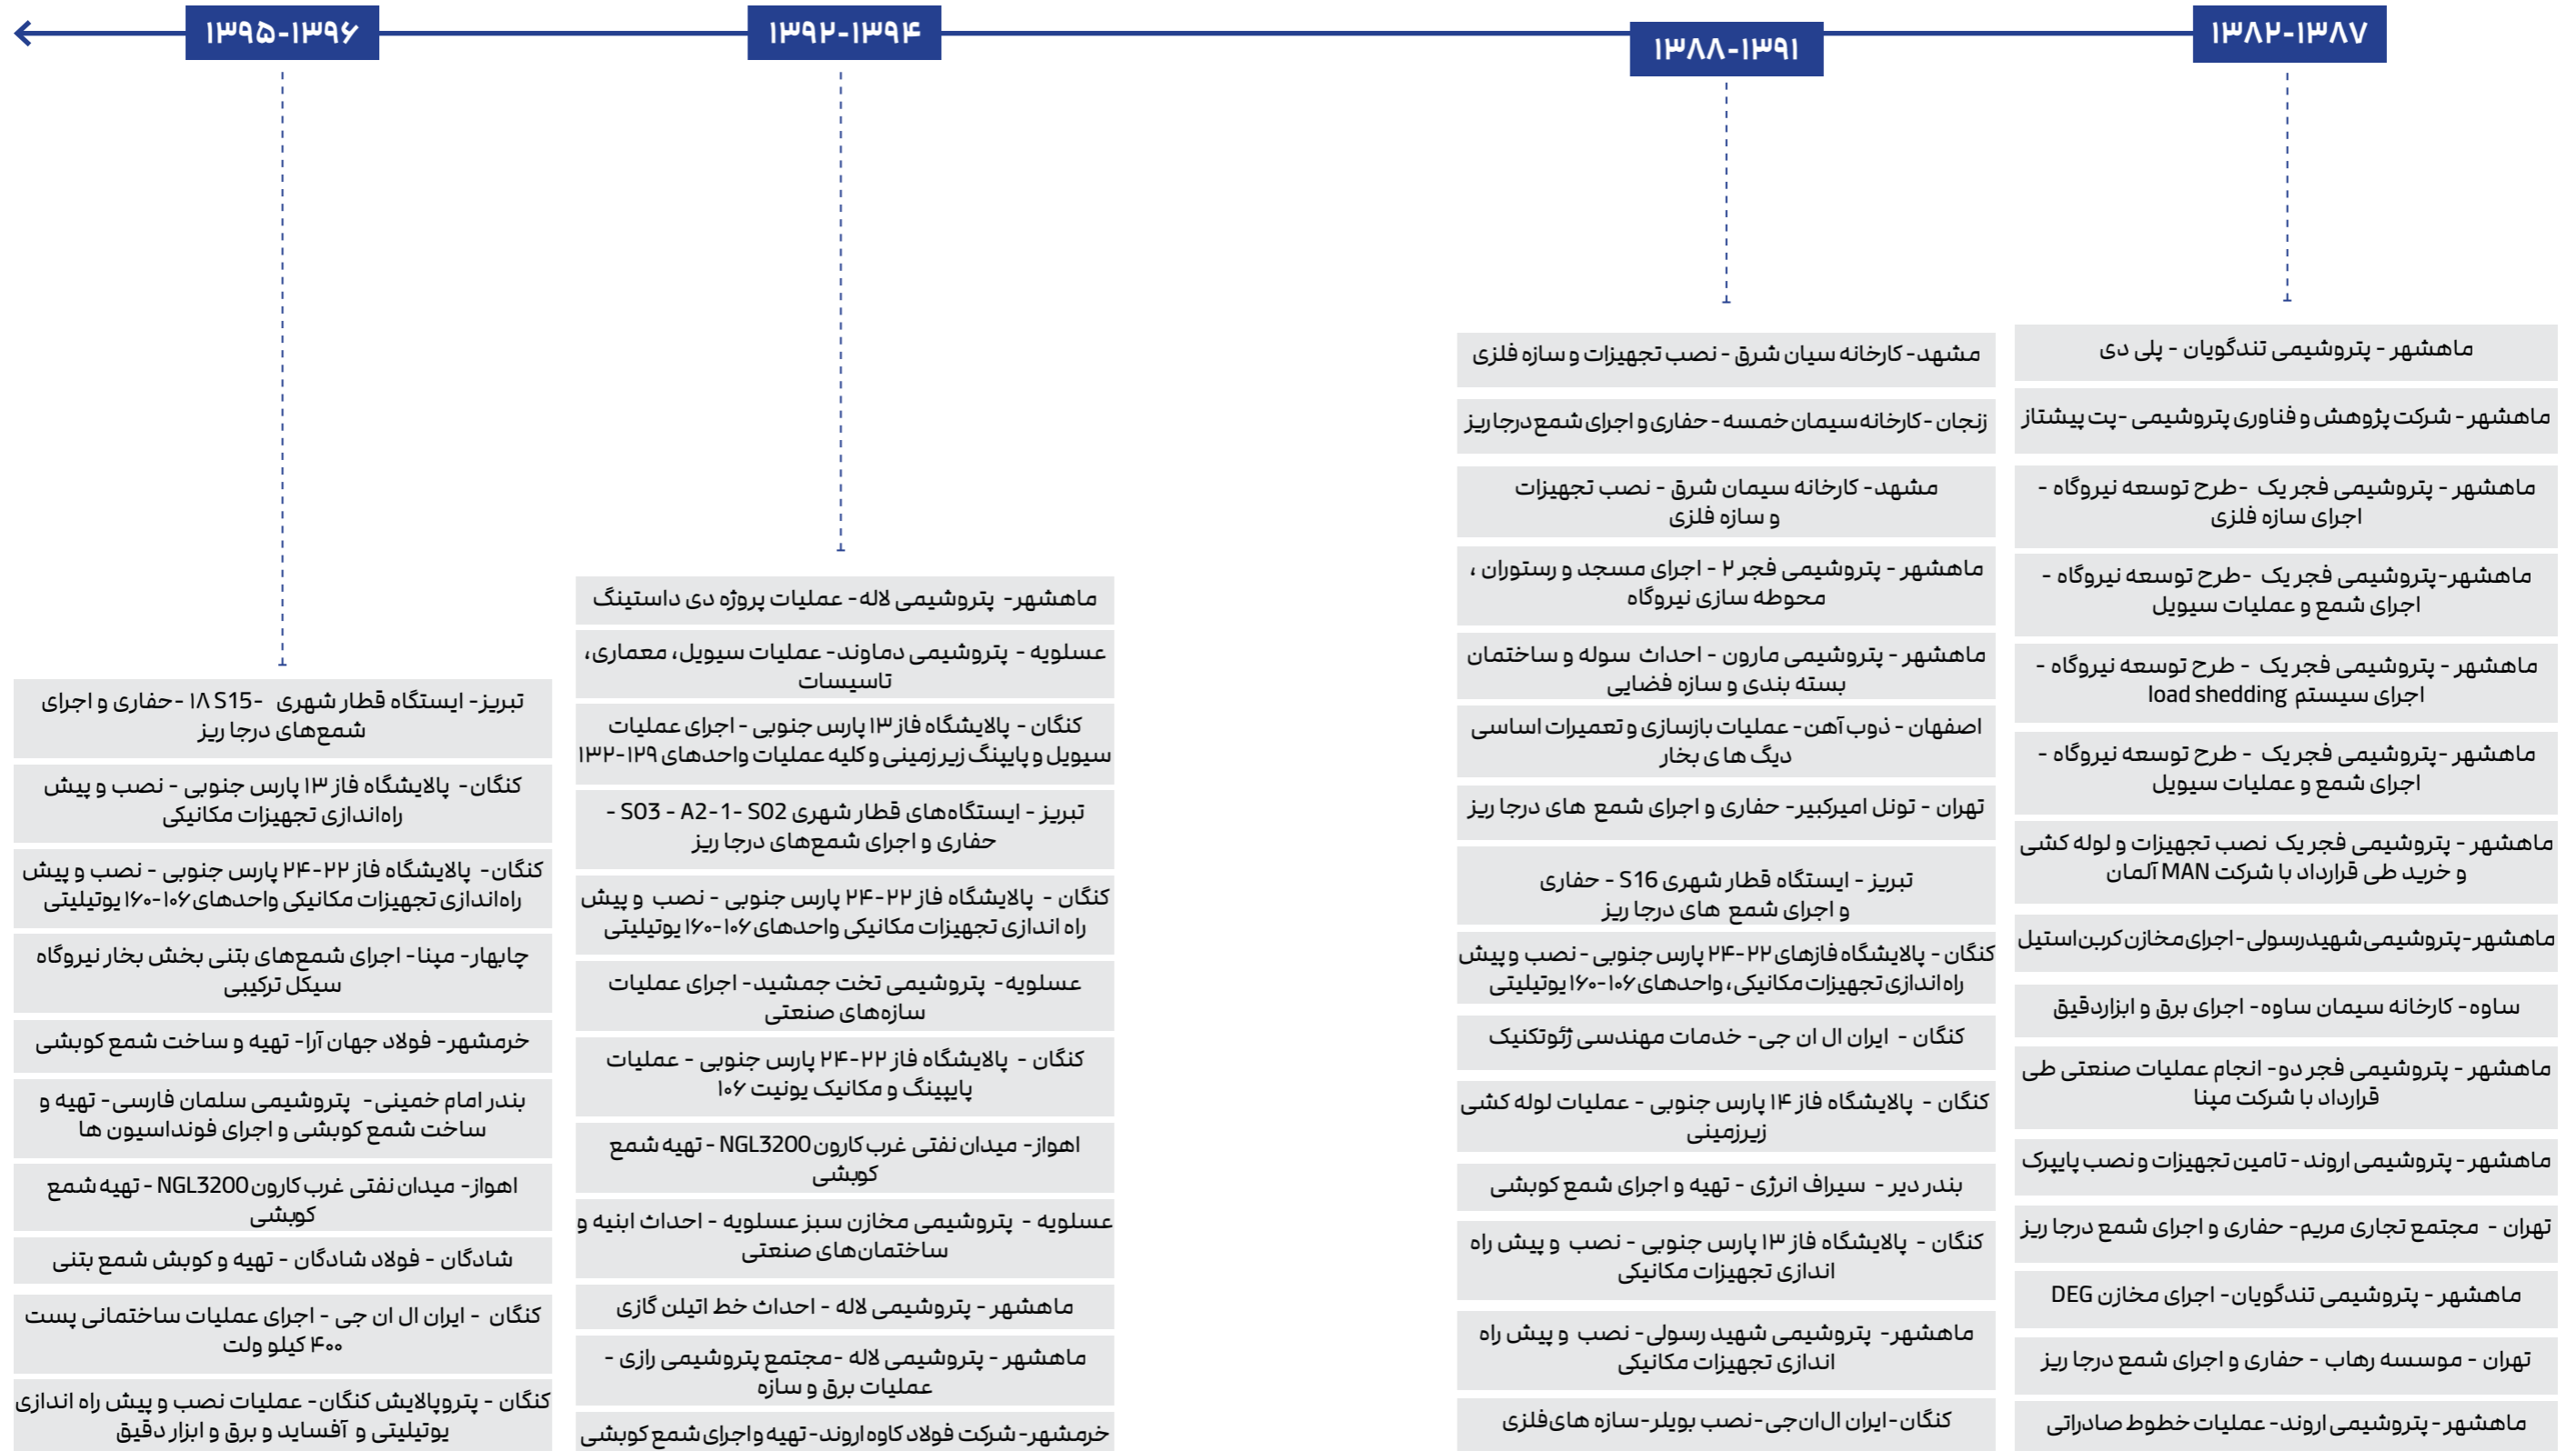 ۱۳۸۲-۱۳۸۷
ماهشهر - پتروشیمی تندگویان - پلی دی
ماهشهر - شرکت پژوهش و فناوری پتروشیمی -پت پیشتاز
ماهشهر - پتروشیمی فجر یک -طرح توسعه نیروگاه -
اجرای سازه فلزی
ماهشهر-پتروشیمی فجر یک -طرح توسعه نیروگاه -
اجرای شمع و عملیات سیویل
ماهشهر - پتروشیمی فجر یک - طرح توسعه نیروگاه -
اجرای سیستم load shedding
ماهشهر -پتروشیمی فجر یک - طرح توسعه نیروگاه -
اجرای شمع و عملیات سیویل
ماهشهر - پتروشیمی فجر یک نصب تجهیزات و لوله کشی
و خرید طی قرارداد با شرکت MAN آلمان
ماهشهر-پتروشیمی شهید رسولی-اجرای مخازن کربن استیل
ساوه- کارخانه سیمان ساوه- اجرای برق و ابزاردقیق
ماهشهر - پتروشیمی فجر دو- انجام عملیات صنعتی طی
قرارداد با شرکت مپنا
ماهشهر - پتروشیمی اروند - تامین تجهیزات و نصب پایپرک
تهران - مجتمع تجاری مریم- حفاری و اجرای شمع درجا ریز
ماهشهر - پتروشیمی تندگویان- اجرای مخازن DEG
تهران - موسسه رهاب - حفاری و اجرای شمع درجا ریز
ماهشهر- پتروشیمی اروند- عملیات خطوط صادراتی
۱۳۸۸-۱۳۹۱
مشهد- کارخانه سیان شرق - نصب تجهیزات و سازه فلزی
زنجان - کارخانه سیمان خمسه - حفاری و اجرای شمع درجا ریز
مشهد- کارخانه سیمان شرق - نصب تجهیزات
و سازه فلزی
ماهشهر - پتروشیمی فجر ۲ - اجرای مسجد و رستوران ،
محوطه سازی نیروگاه
ماهشهر - پتروشیمی مارون - احداث سوله و ساختمان
بسته بندی و سازه فضایی
اصفهان - ذوب آهن- عملیات بازسازی و تعمیرات اساسی
دیگ ها ی بخار
تهران - تونل امیرکبیر- حفاری و اجرای شمع های درجا ریز
تبریز - ایستگاه قطار شهری S16 - حفاری
و اجرای شمع های درجا ریز
کنگان - پالایشگاه فازهای ۲۲-۲۴ پارس جنوبی - نصب و پیش
راه اندازی تجهیزات مکانیکی، واحدهای ۱۰۶-۱۶۰ یوتیلیتی
کنگان - ایران ال ان جی- خدمات مهندسی ژئوتکنیک
کنگان - پالایشگاه فاز ۱۴ پارس جنوبی - عملیات لوله کشی
زیرزمینی
بندر دیر - سیراف انرژی - تهیه و اجرای شمع کوبشی
کنگان - پالایشگاه فاز ۱۳ پارس جنوبی - نصب و پیش راه
اندازی تجهیزات مکانیکی
ماهشهر- پتروشیمی شهید رسولی- نصب و پیش راه
اندازی تجهیزات مکانیکی
کنگان-ایران ال‌ان‌جی-نصب بویلر-سازه های‌فلزی
۱۳۹۲-۱۳۹۴
ماهشهر- پتروشیمی لاله- عملیات پروژه دی داستینگ
عسلویه - پتروشیمی دماوند- عملیات سیویل، معماری،
تاسیسات
کنگان - پالایشگاه فاز ۱۳ پارس جنوبی - اجرای عملیات
سیویل و پایپنگ زیر زمینی و کلیه عملیات واحدهای ۱۲۹-۱۳۲
تبریز - ایستگاه‌های قطار شهری S03 - A2-1- S02 -
حفاری و اجرای شمع‌های درجا ریز
کنگان - پالایشگاه فاز ۲۲-۲۴ پارس جنوبی - نصب و پیش
راه اندازی تجهیزات مکانیکی واحدهای ۱۰۶-۱۶۰ یوتیلیتی
عسلویه- پتروشیمی تخت جمشید- اجرای عملیات
سازه‌های صنعتی
کنگان - پالایشگاه فاز ۲۲-۲۴ پارس جنوبی - عملیات
پایپینگ و مکانیک یونیت ۱۰۶
اهواز- میدان نفتی غرب کارون NGL3200 - تهیه شمع
کوبشی
عسلویه - پتروشیمی مخازن سبز عسلویه - احداث ابنیه و
ساختمان‌های صنعتی
ماهشهر - پتروشیمی لاله - احداث خط اتیلن گازی
ماهشهر - پتروشیمی لاله -مجتمع پتروشیمی رازی -
عملیات برق و سازه
خرمشهر-شرکت فولاد کاوه اروند-تهیه و اجرای شمع کوبشی
۱۳۹۵-۱۳۹۶
تبریز- ایستگاه قطار شهری -S15 ۱۸ -حفاری و اجرای
شمع‌های درجا ریز
کنگان- پالایشگاه فاز ۱۳ پارس جنوبی - نصب و پیش
راه‌اندازی تجهیزات مکانیکی
کنگان- پالایشگاه فاز ۲۲-۲۴ پارس جنوبی - نصب و پیش
راه‌اندازی تجهیزات مکانیکی واحدهای ۱۰۶-۱۶۰ یوتیلیتی
چابهار- مپنا- اجرای شمع‌های بتنی بخش بخار نیروگاه
سیکل ترکیبی
خرمشهر- فولاد جهان آرا- تهیه و ساخت شمع کوبشی
بندر امام خمینی- پتروشیمی سلمان فارسی- تهیه و
ساخت شمع کوبشی و اجرای فونداسیون ها
اهواز- میدان نفتی غرب کارون NGL3200 - تهیه شمع
کوبشی
شادگان - فولاد شادگان - تهیه و کوبش شمع بتنی
کنگان - ایران ال ان جی - اجرای عملیات ساختمانی پست
۴۰۰ کیلو ولت
کنگان - پتروپالایش کنگان- عملیات نصب و پیش راه اندازی
یوتیلیتی و آفساید و برق و ابزار دقیق